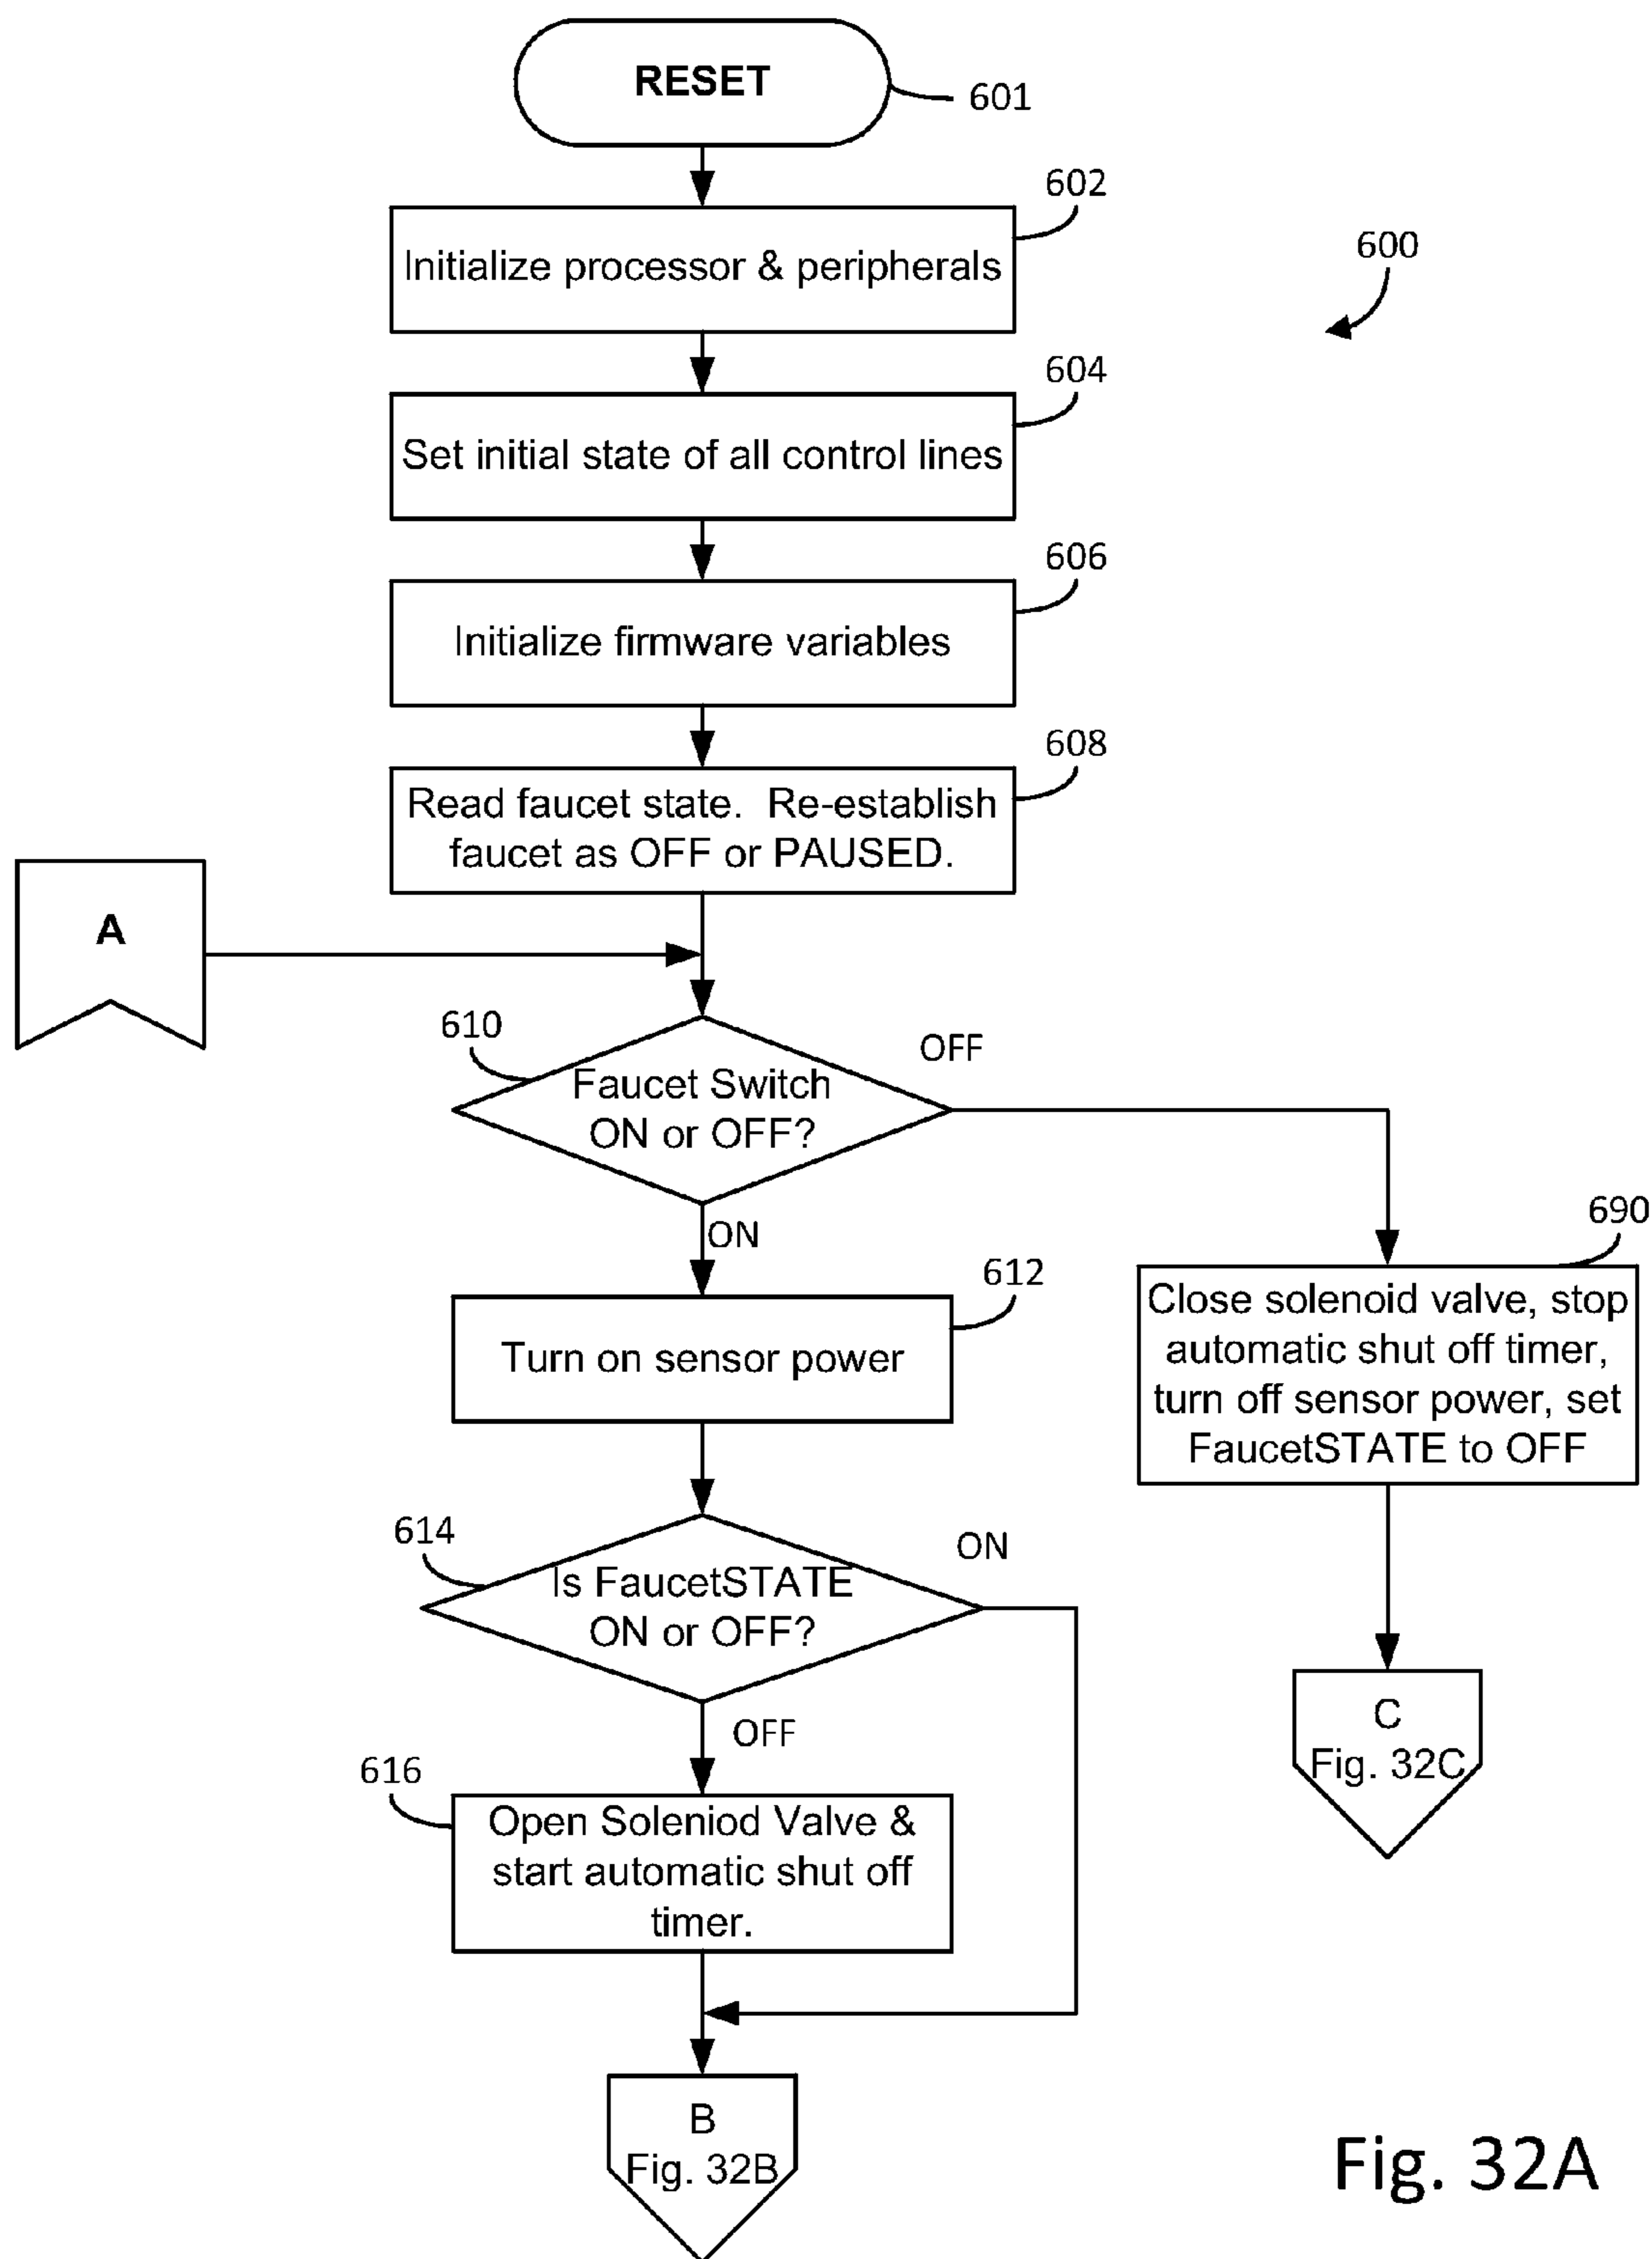 RESET
601
602
Initialize processor & peripherals
600
604
Set initial state of all control lines
606
Initialize firmware variables
608
Read faucet state. Re-establish
faucet as OFF or PAUSED.
A
610
OFF
Faucet Switch
ON or OFF?
ON
690
612
Turn on sensor power
Close solenoid valve, stop
automatic shut off timer,
turn off sensor power, set
FaucetSTATE to OFF
614
ON
Is FaucetSTATE
ON or OFF?
OFF
C
Fig. 32C
616
Open Soleniod Valve &
start automatic shut off
timer.
B
Fig. 32B
Fig. 32A